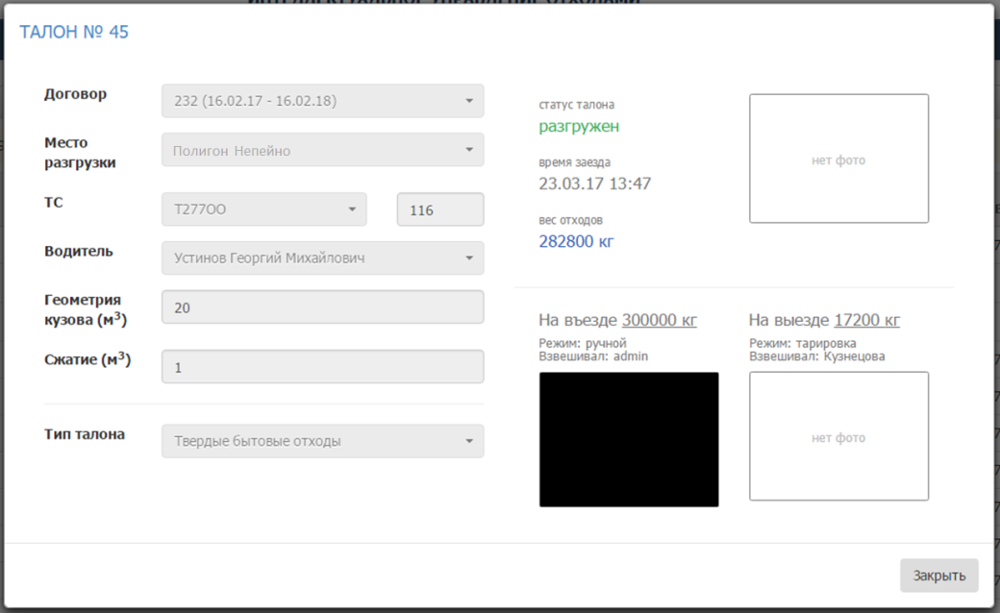 ТАЛОН № 45
Договор
232 (16.02.17 - 16.02.18)
Место
разгрузки
Полигон Непейно
ТС
Т277ОО
116
Водитель
Устинов Георгий Михайлович
Геометрия
кузова (м³)
20
Сжатие (м³)
1
Тип талона
Твердые бытовые отходы
статус талона
разгружен
время заезда
23.03.17 13:47
вес отходов
282800 кг
нет фото
На въезде 300000 кг
Режим: ручной
Взвешивал: admin
На выезде 17200 кг
Режим: тарировка
Взвешивал: Кузнецова
нет фото
Закрыть